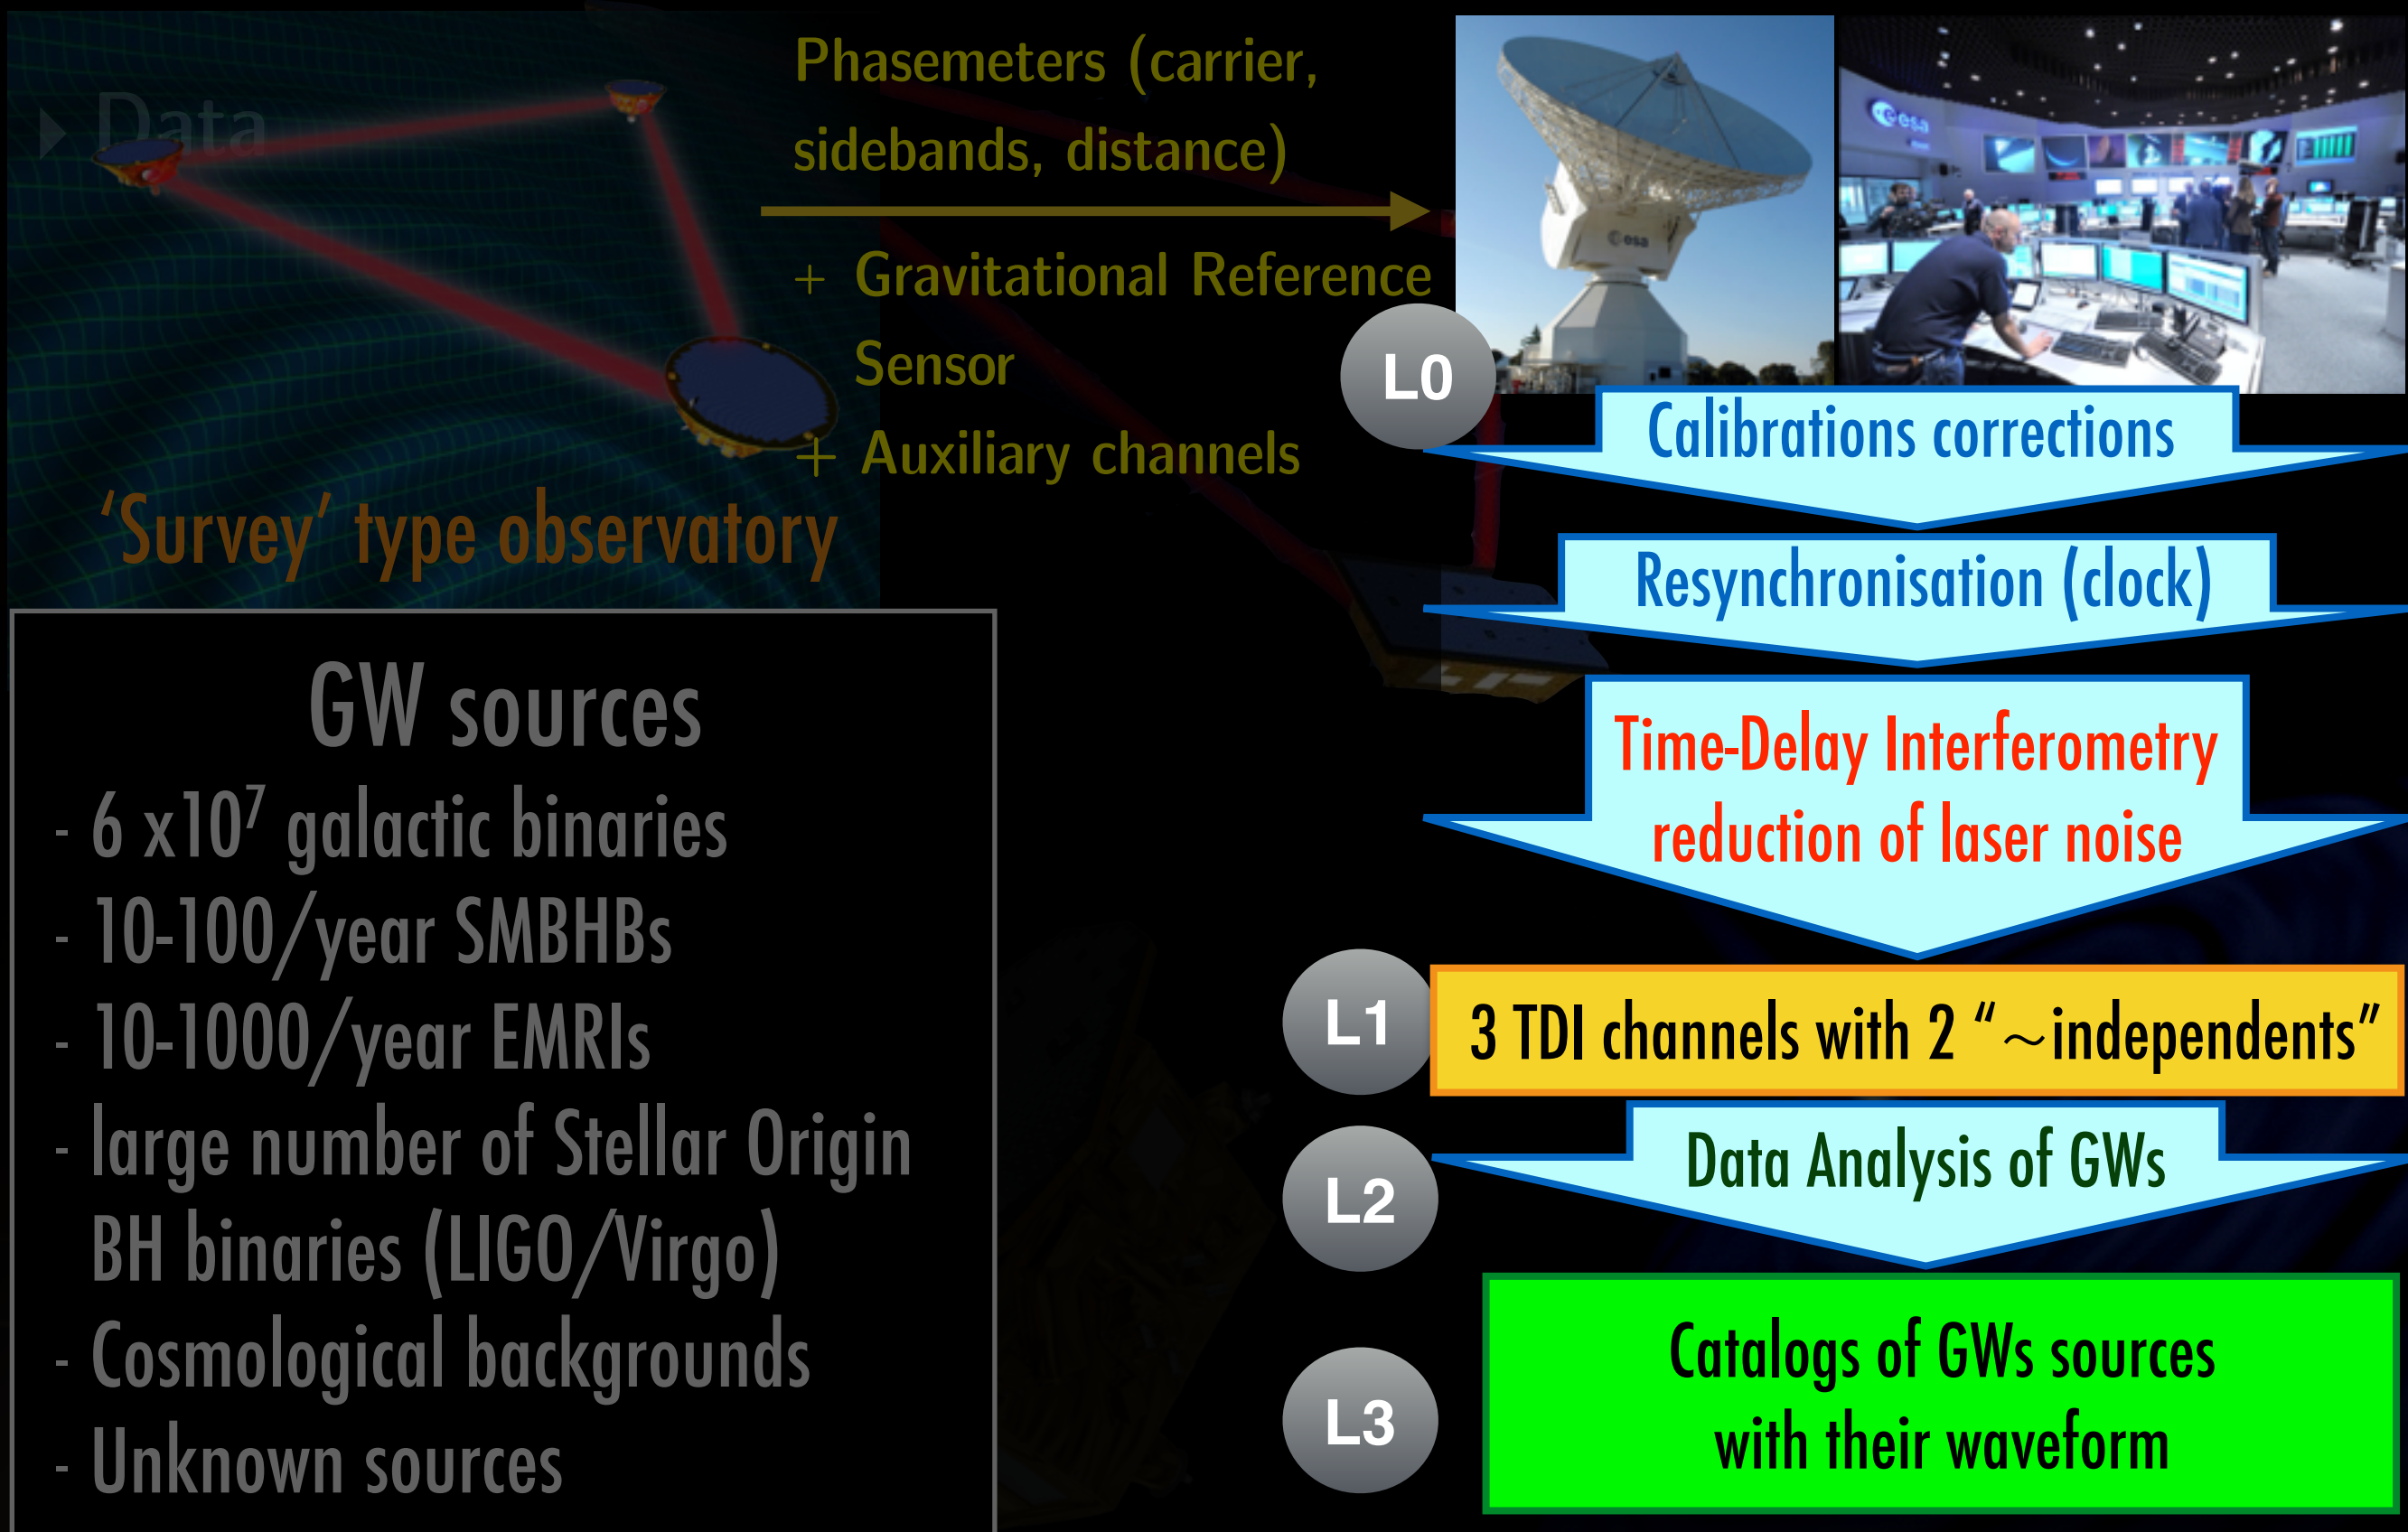 ▸ Data
Phasemeters (carrier,
sidebands, distance)
+ Gravitational Reference
Sensor
+ Auxiliary channels
'Survey' type observatory
GW sources
- 6 x10⁷ galactic binaries
- 10-100/year SMBHBs
- 10-1000/year EMRIs
- large number of Stellar Origin
BH binaries (LIGO/Virgo)
- Cosmological backgrounds
- Unknown sources
esa
esa
L0
Calibrations corrections
Resynchronisation (clock)
Time-Delay Interferometry
reduction of laser noise
L1
3 TDI channels with 2 "~independents"
L2
Data Analysis of GWs
L3
Catalogs of GWs sources
with their waveform